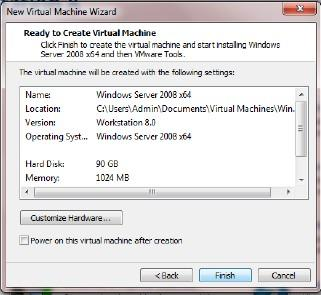 New Virtual Machine Wizard
Ready to Create Virtual Machine
Click Finish to create the virtual machine and start installing Windows
Server 2008 x64 and then VMware Tools.
The virtual machine will be created with the following settings:
Name: Windows Server 2008 x64
Location: C:\Users\Admin\Documents\Virtual Machines\Win...
Version: Workstation 8.0
Operating Syst... Windows Server 2008 x64
Hard Disk: 90 GB
Memory: 1024 MB
Customize Hardware...
Power on this virtual machine after creation
< Back
Finish
Cancel